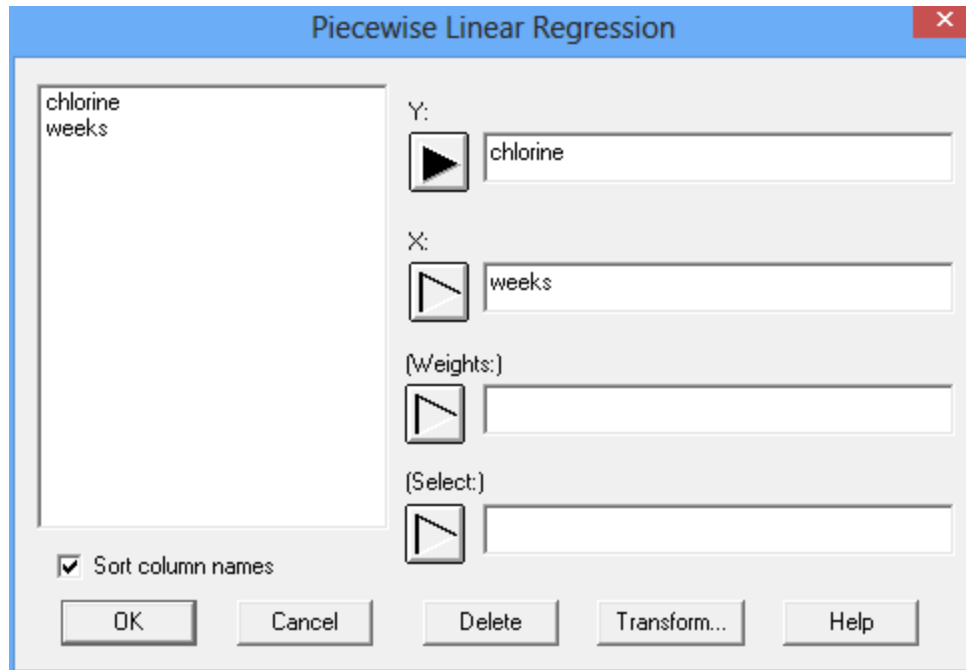 Piecewise Linear Regression
chlorine
weeks
Y:
chlorine
X:
weeks
(Weights:)
(Select:)
Sort column names
OK
Cancel
Delete
Transform...
Help